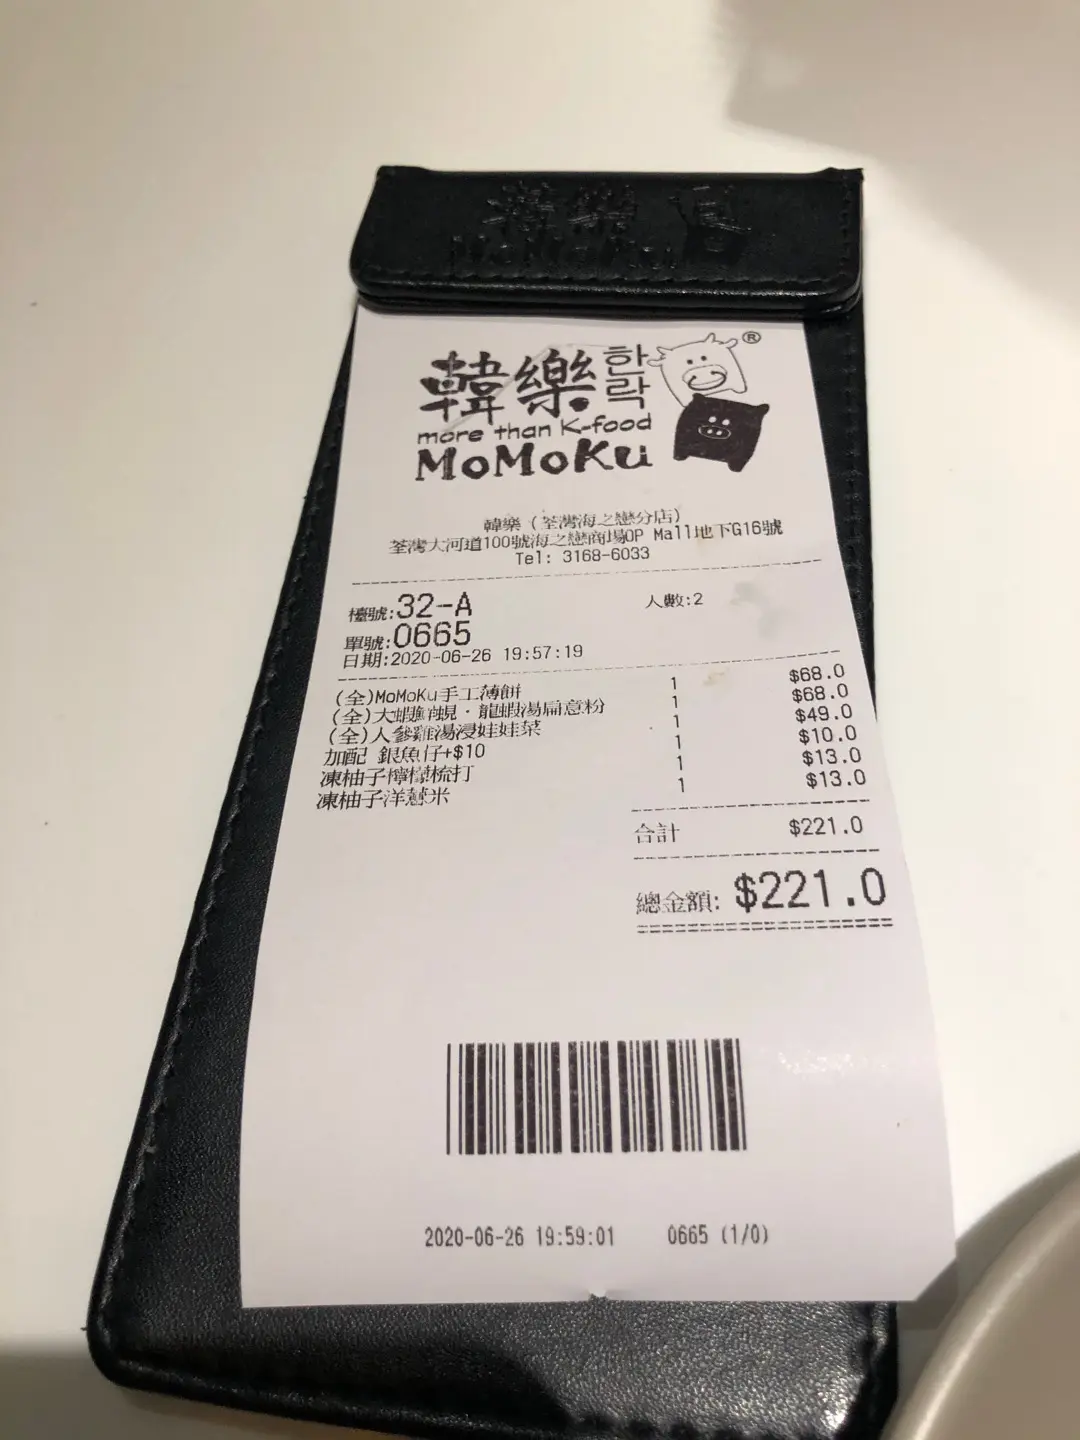 韓樂 한락
more than K-food
MoMoKu
®
韓樂（荃灣海之戀分店）
荃灣大河道100號海之戀商場OP Mall地下G16號
Tel: 3168-6033
檯號:32-A 人數:2
單號:0665
日期:2020-06-26 19:57:19
(全)MoMoKu手工薄餅 1 $68.0
(全)大蝦鮮蜆·龍蝦湯扁意粉 1 $68.0
(全)人參雞湯浸娃娃菜 1 $49.0
加配 銀魚仔+$10 1 $10.0
凍柚子檸檬梳打 1 $13.0
凍柚子洋薏米 1 $13.0
合計 $221.0
總金額: $221.0
2020-06-26 19:59:01 0665 (1/0)